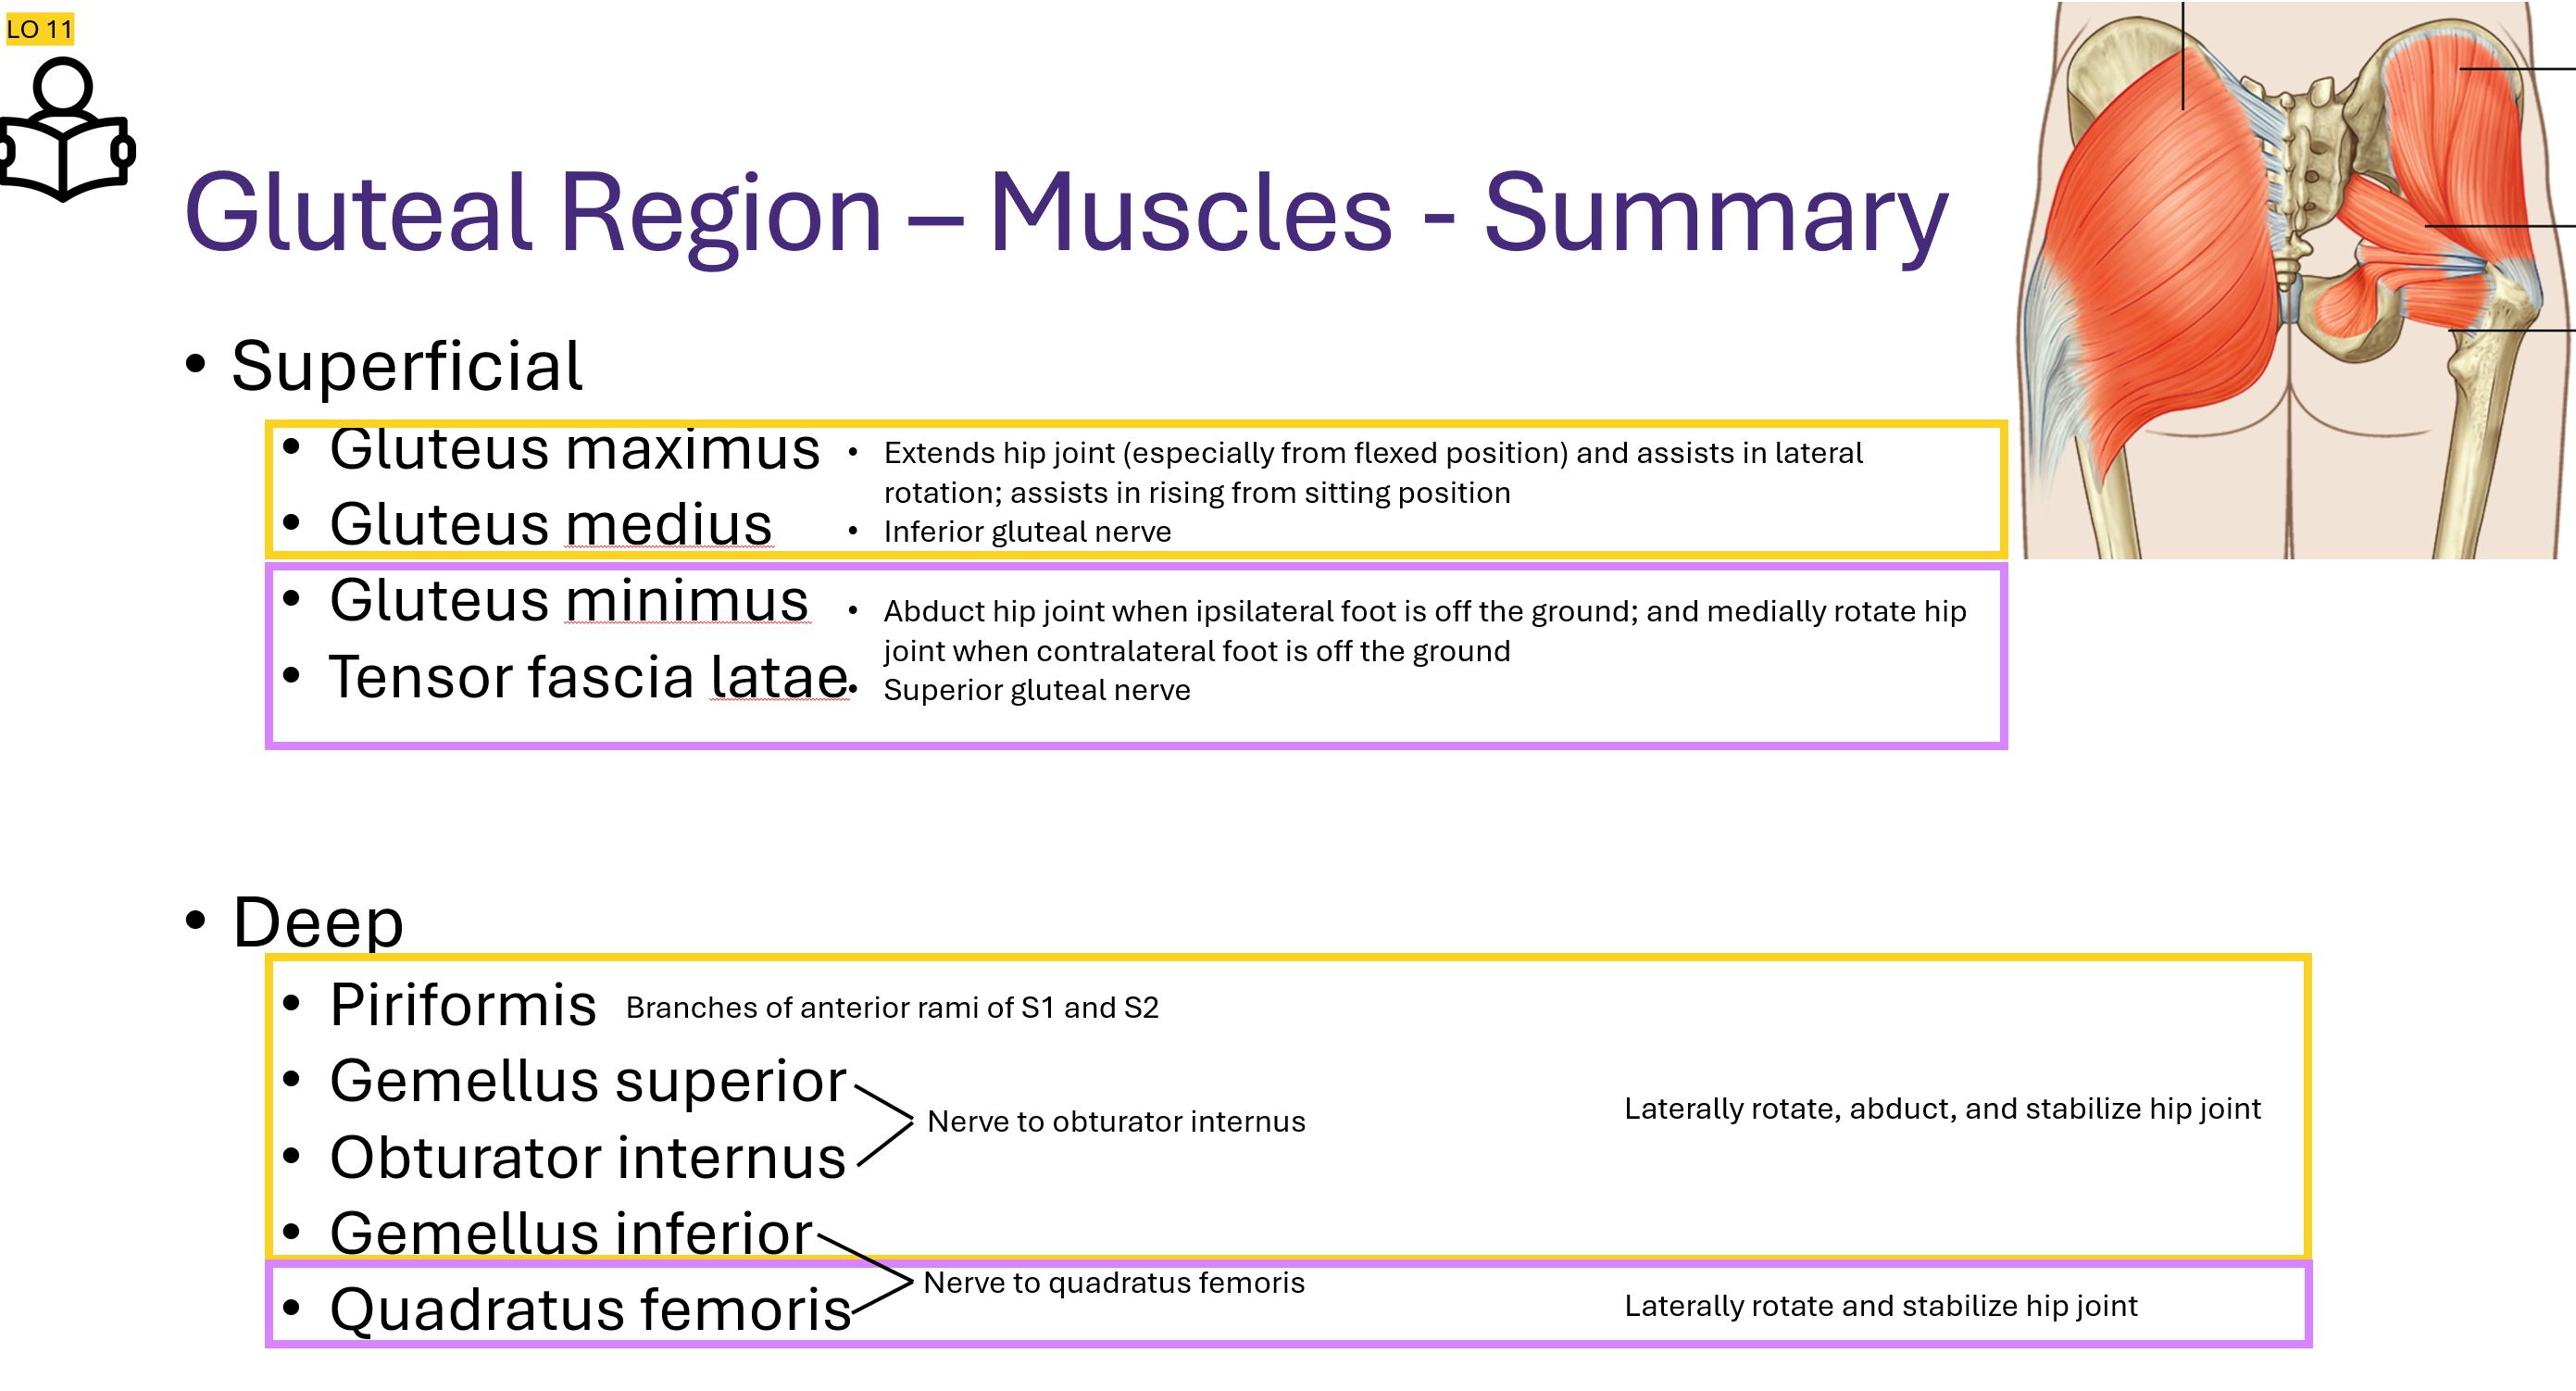 LO 11
Gluteal Region – Muscles - Summary
• Superficial
• Gluteus maximus
• Gluteus medius
• Extends hip joint (especially from flexed position) and assists in lateral
rotation; assists in rising from sitting position
• Inferior gluteal nerve
• Gluteus minimus
• Tensor fascia latae
• Abduct hip joint when ipsilateral foot is off the ground; and medially rotate hip
joint when contralateral foot is off the ground
• Superior gluteal nerve
• Deep
• Piriformis Branches of anterior rami of S1 and S2
• Gemellus superior
Nerve to obturator internus
Laterally rotate, abduct, and stabilize hip joint
• Obturator internus
• Gemellus inferior
Nerve to quadratus femoris
• Quadratus femoris
Laterally rotate and stabilize hip joint